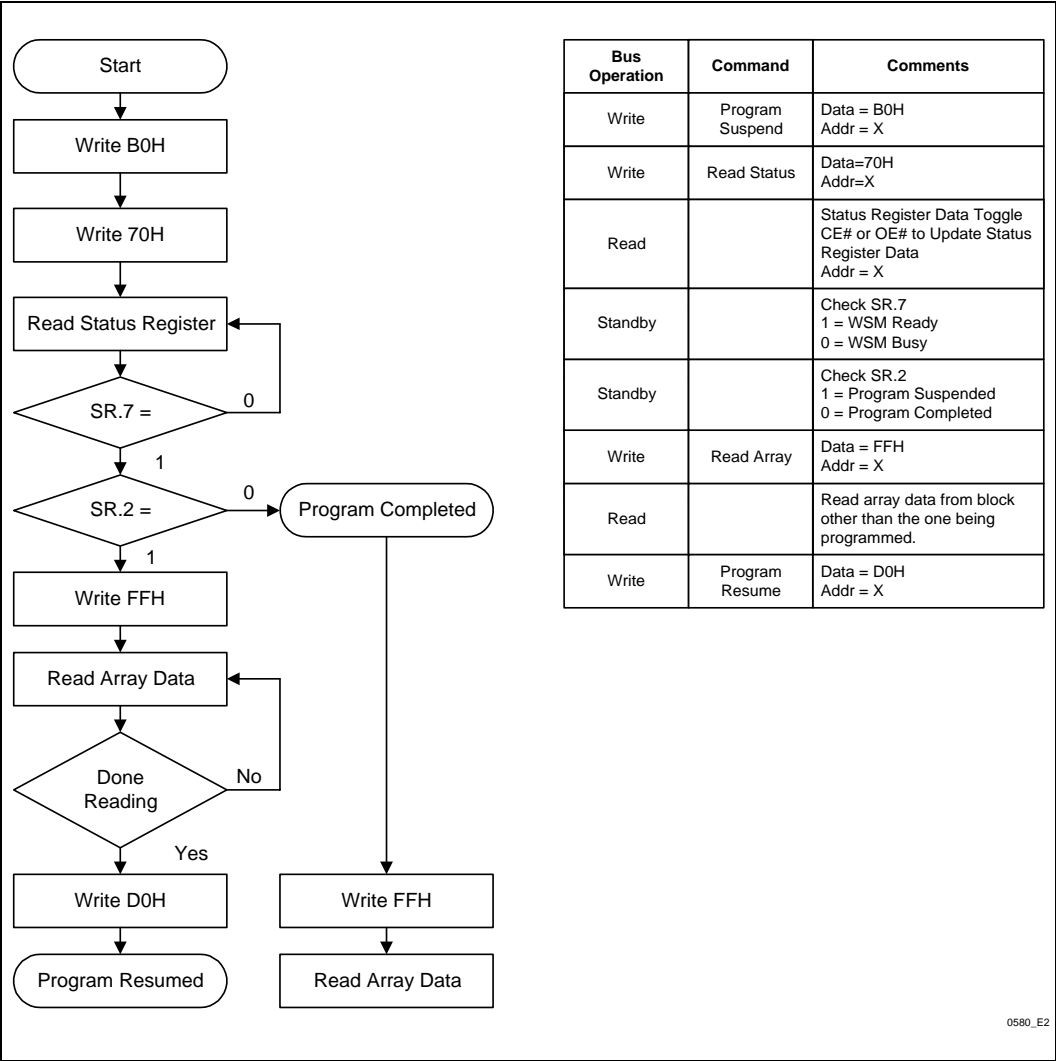 Start
Write B0H
Write 70H
Read Status Register
SR.7 =
0
1
SR.2 =
0
Program Completed
1
Write FFH
Read Array Data
Done
Reading
No
Yes
Write D0H
Write FFH
Program Resumed
Read Array Data
Bus
Operation
Command
Comments
Write
Program
Suspend
Data = B0H
Addr = X
Write
Read Status
Data=70H
Addr=X
Read
Status Register Data Toggle
CE# or OE# to Update Status
Register Data
Addr = X
Standby
Check SR.7
1 = WSM Ready
0 = WSM Busy
Standby
Check SR.2
1 = Program Suspended
0 = Program Completed
Write
Read Array
Data = FFH
Addr = X
Read
Read array data from block
other than the one being
programmed.
Write
Program
Resume
Data = D0H
Addr = X
0580_E2